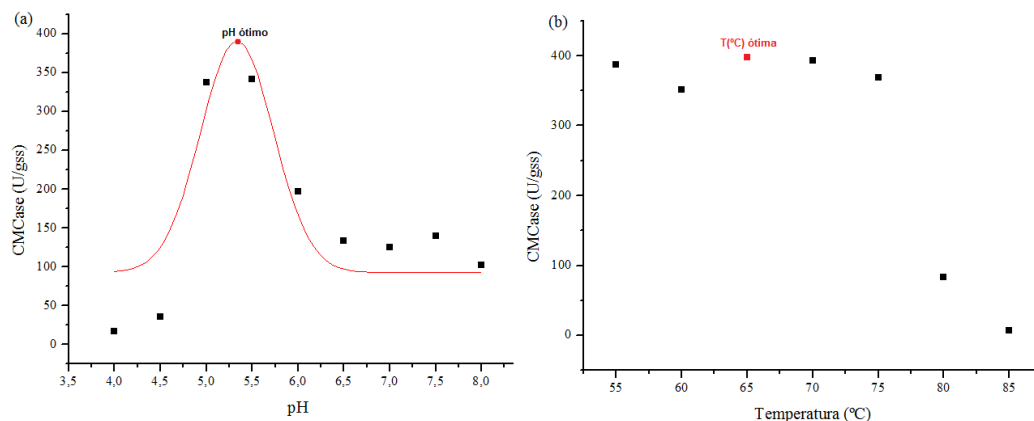 (a)
pH ótimo
CMCase (U/gss)
400
350
300
250
200
150
100
50
0
3,5 4,0 4,5 5,0 5,5 6,0 6,5 7,0 7,5 8,0
pH
(b)
T(ºC) ótima
CMCase (U/gss)
400
300
200
100
0
55 60 65 70 75 80 85
Temperatura (ºC)